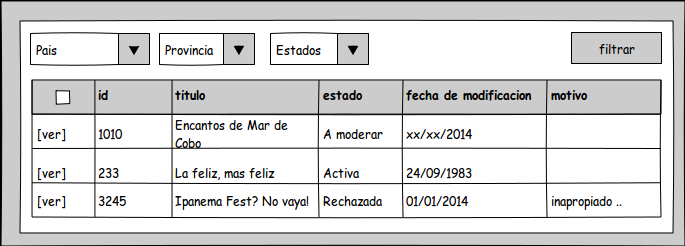 Pais Provincia Estados filtrar
id titulo estado fecha de modificacion motivo
[ver] 1010 Encantos de Mar de Cobo A moderar xx/xx/2014
[ver] 233 La feliz, mas feliz Activa 24/09/1983
[ver] 3245 Ipanema Fest? No vaya! Rechazada 01/01/2014 inapropiado ..